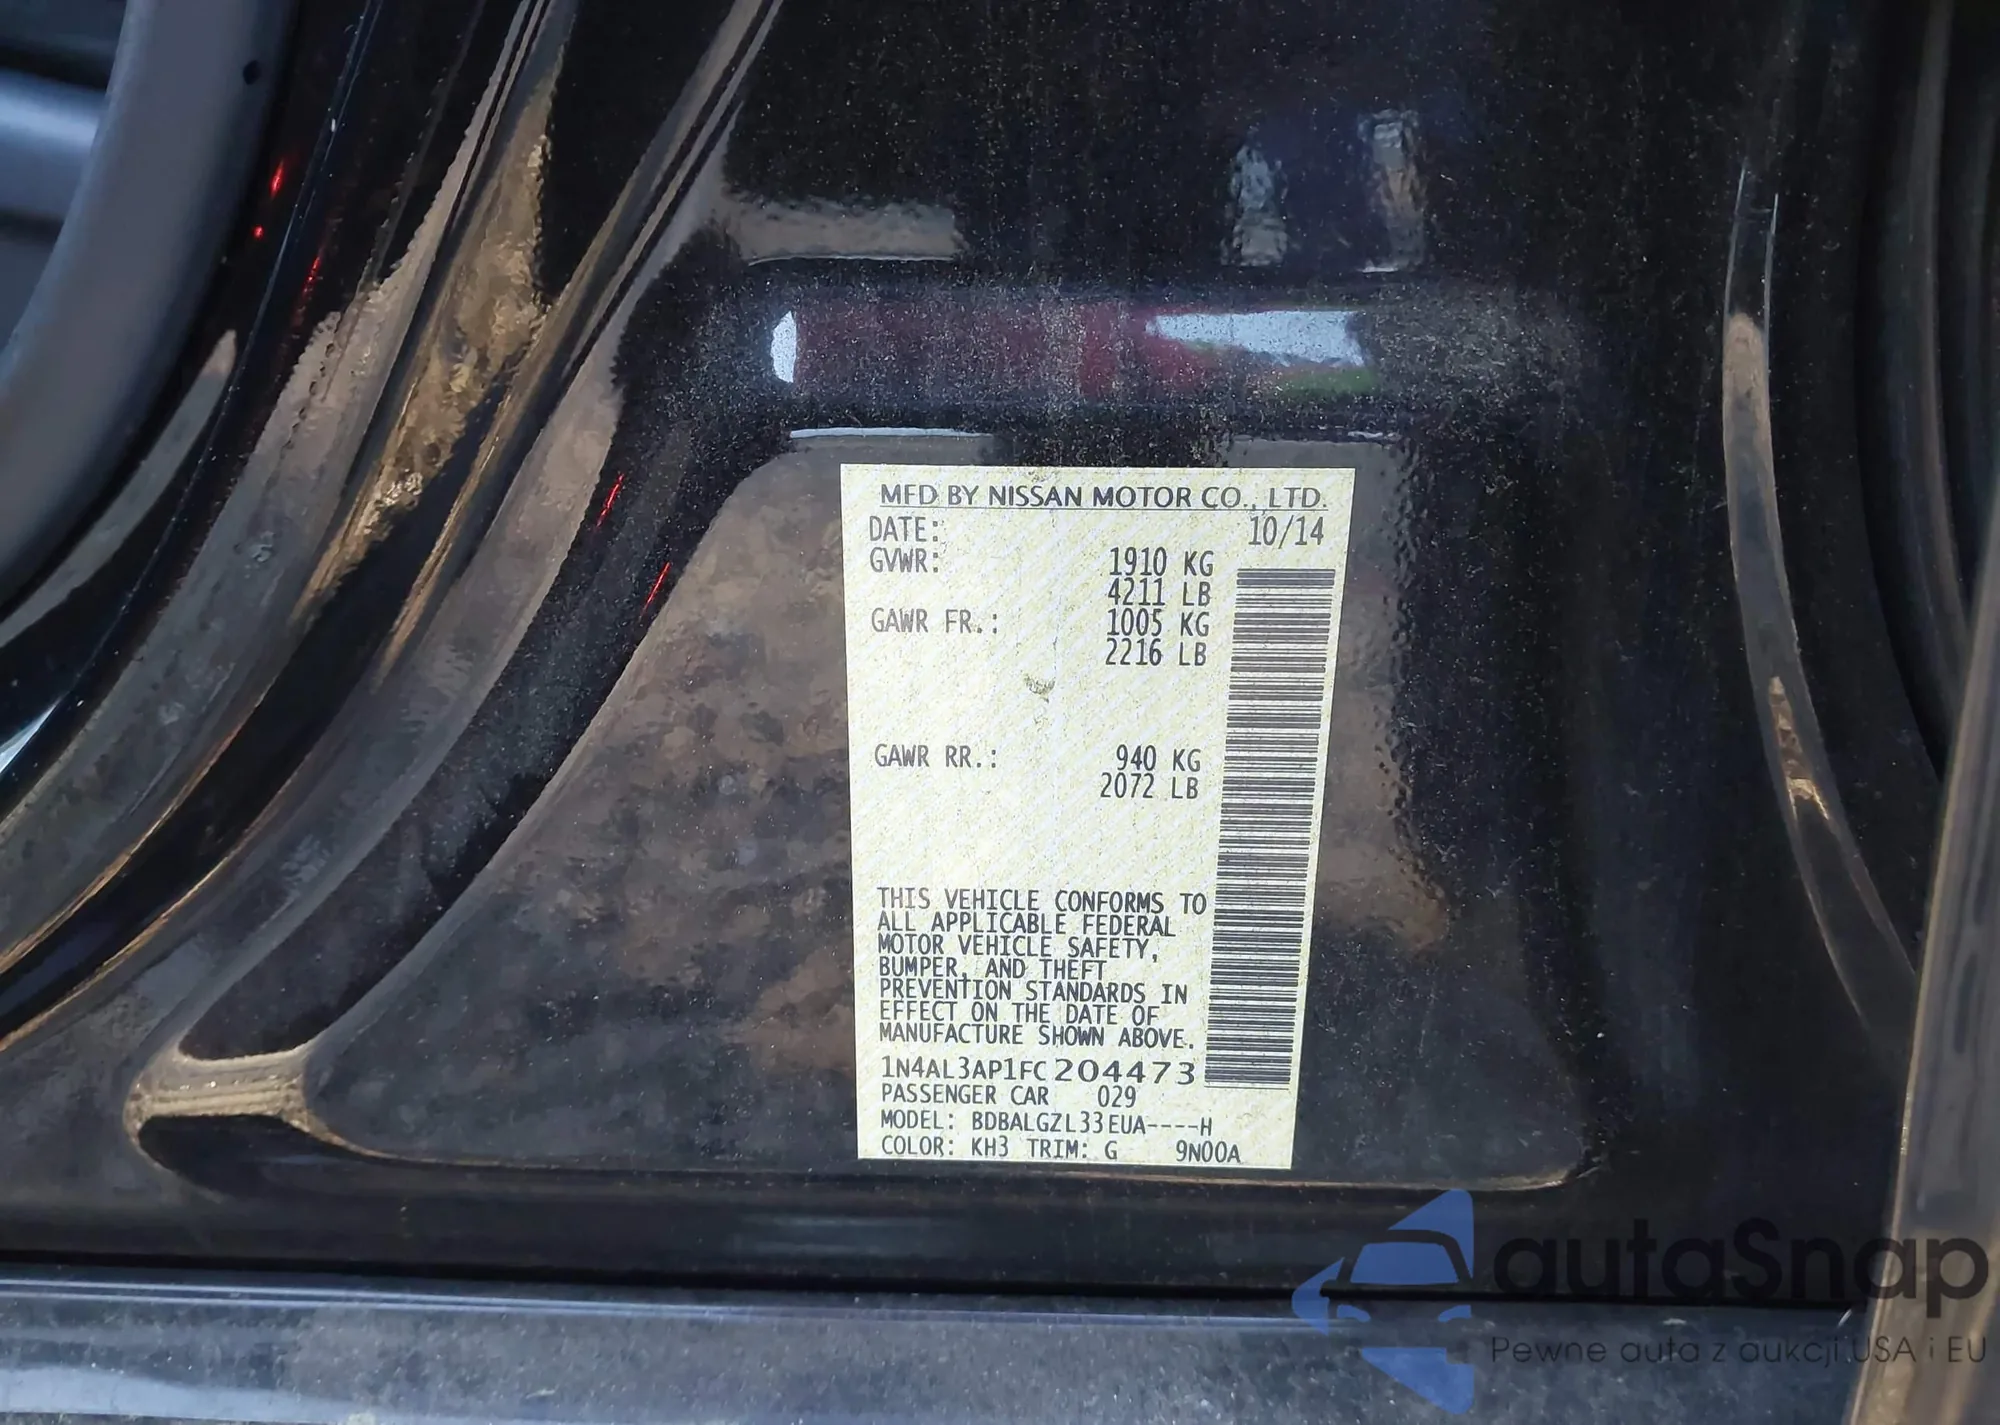 MFD BY NISSAN MOTOR CO., LTD.
DATE: 10/14
GVWR: 1910 KG
4211 LB
GAWR FR.: 1005 KG
2216 LB
GAWR RR.: 940 KG
2072 LB
THIS VEHICLE CONFORMS TO
ALL APPLICABLE FEDERAL
MOTOR VEHICLE SAFETY,
BUMPER, AND THEFT
PREVENTION STANDARDS IN
EFFECT ON THE DATE OF
MANUFACTURE SHOWN ABOVE.
1N4AL3AP1FC204473
PASSENGER CAR 029
MODEL: BDBALGZL33EUA----H
COLOR: KH3 TRIM: G 9N00A
autaSnap
Pewne auta z aukcji USA i EU